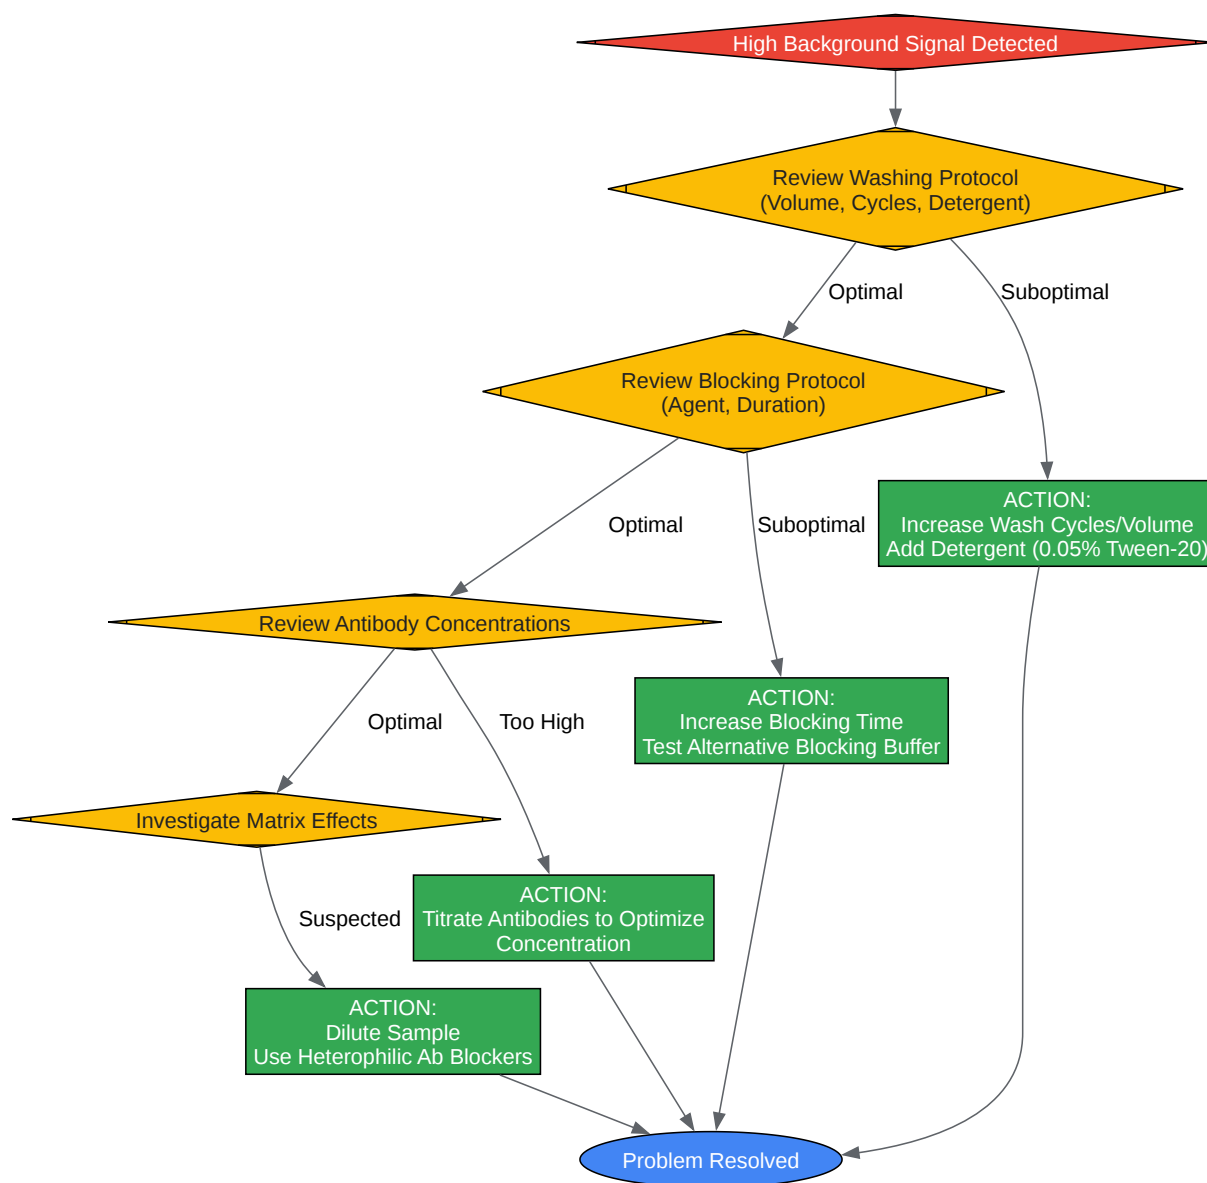 High Background Signal Detected
Review Washing Protocol
(Volume, Cycles, Detergent)
Optimal
Suboptimal
Review Blocking Protocol
(Agent, Duration)
Optimal
Suboptimal
ACTION:
Increase Wash Cycles/Volume
Add Detergent (0.05% Tween-20)
Review Antibody Concentrations
Optimal
Too High
ACTION:
Increase Blocking Time
Test Alternative Blocking Buffer
Investigate Matrix Effects
Suspected
ACTION:
Titrate Antibodies to Optimize
Concentration
ACTION:
Dilute Sample
Use Heterophilic Ab Blockers
Problem Resolved